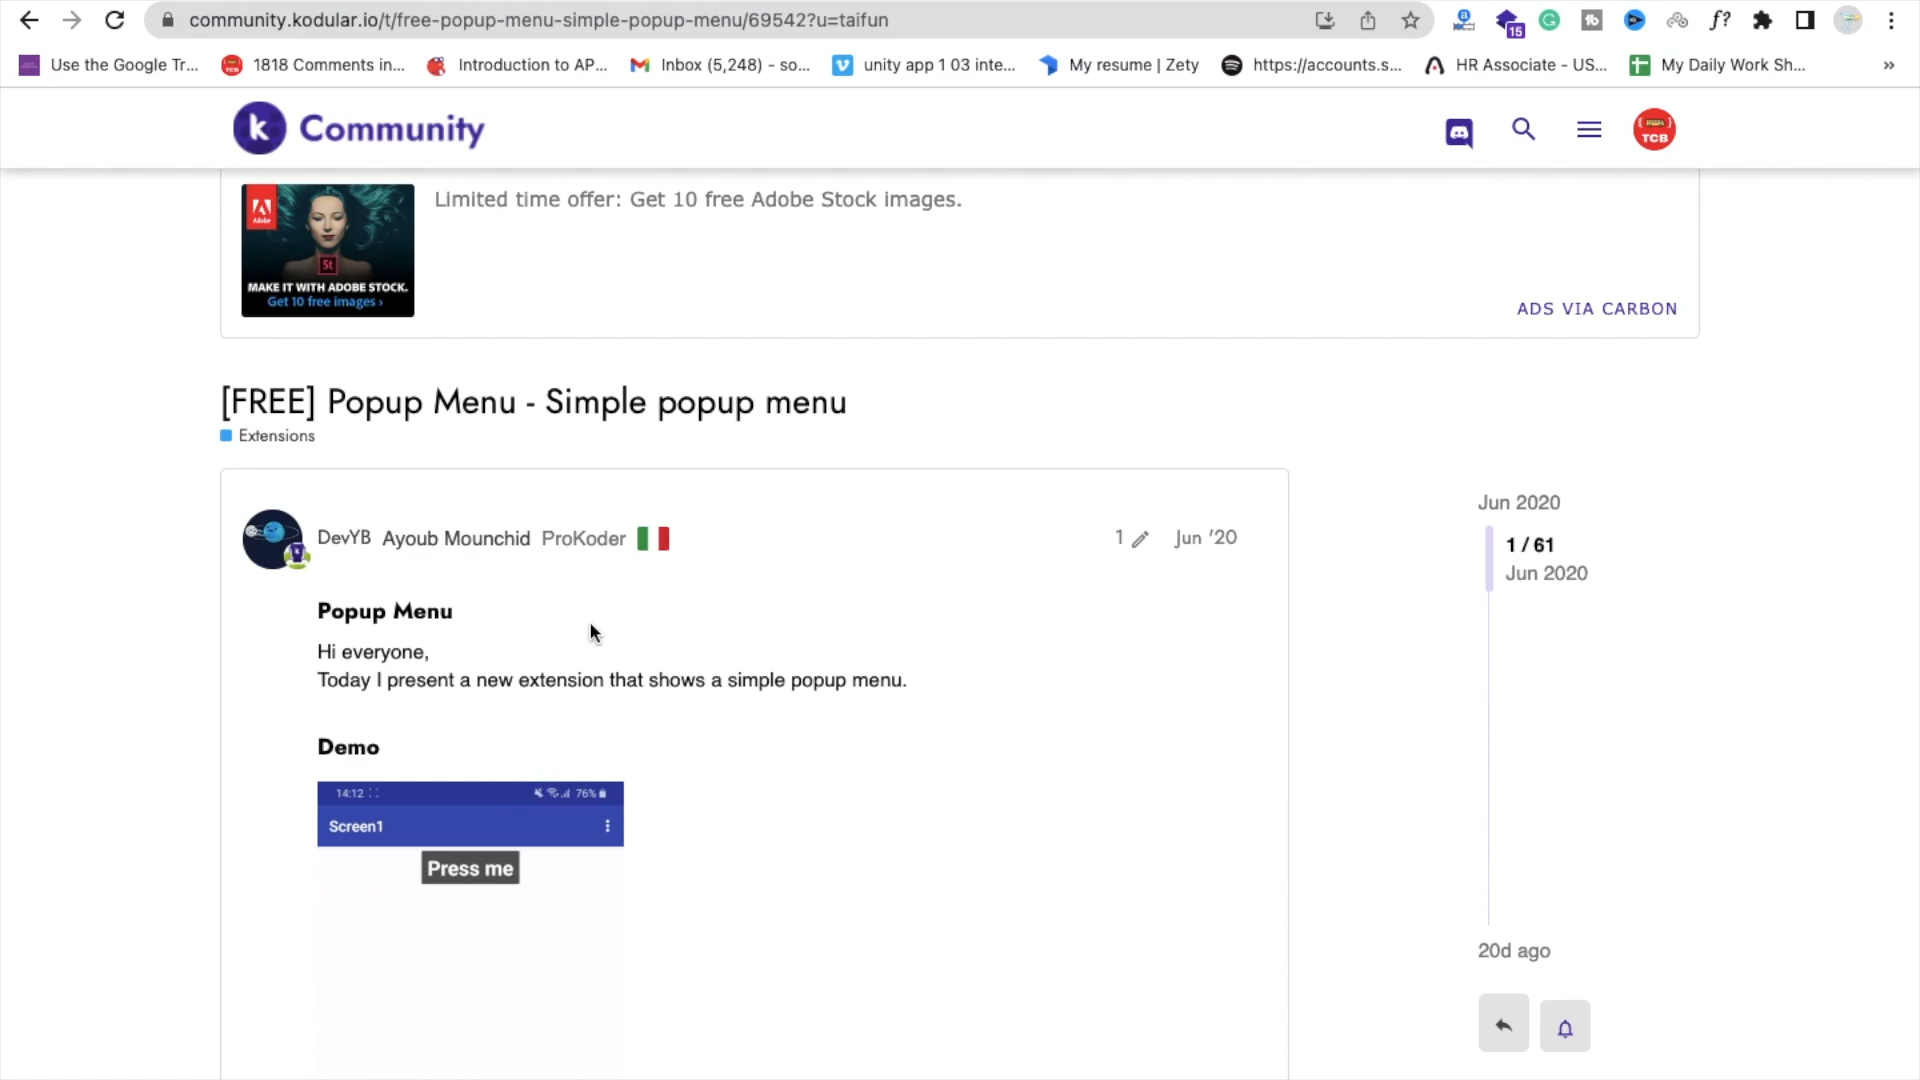 community.kodular.io/t/free-popup-menu-simple-popup-menu/69542?u=taifun
15
f?
Use the Google Tr...
1818 Comments in...
Introduction to AP...
Inbox (5,248) - so...
unity app 1 03 inte...
My resume | Zety
https://accounts.s...
HR Associate - US...
My Daily Work Sh...
»
k Community
TCB
Limited time offer: Get 10 free Adobe Stock images.
Adobe
St
MAKE IT WITH ADOBE STOCK.
Get 10 free images ›
ADS VIA CARBON
[FREE] Popup Menu - Simple popup menu
Extensions
DevYB Ayoub Mounchid ProKoder
1
Jun '20
Popup Menu
Hi everyone,
Today I present a new extension that shows a simple popup menu.
Demo
14:12
76%
Screen1
Press me
Jun 2020
1 / 61
Jun 2020
20d ago